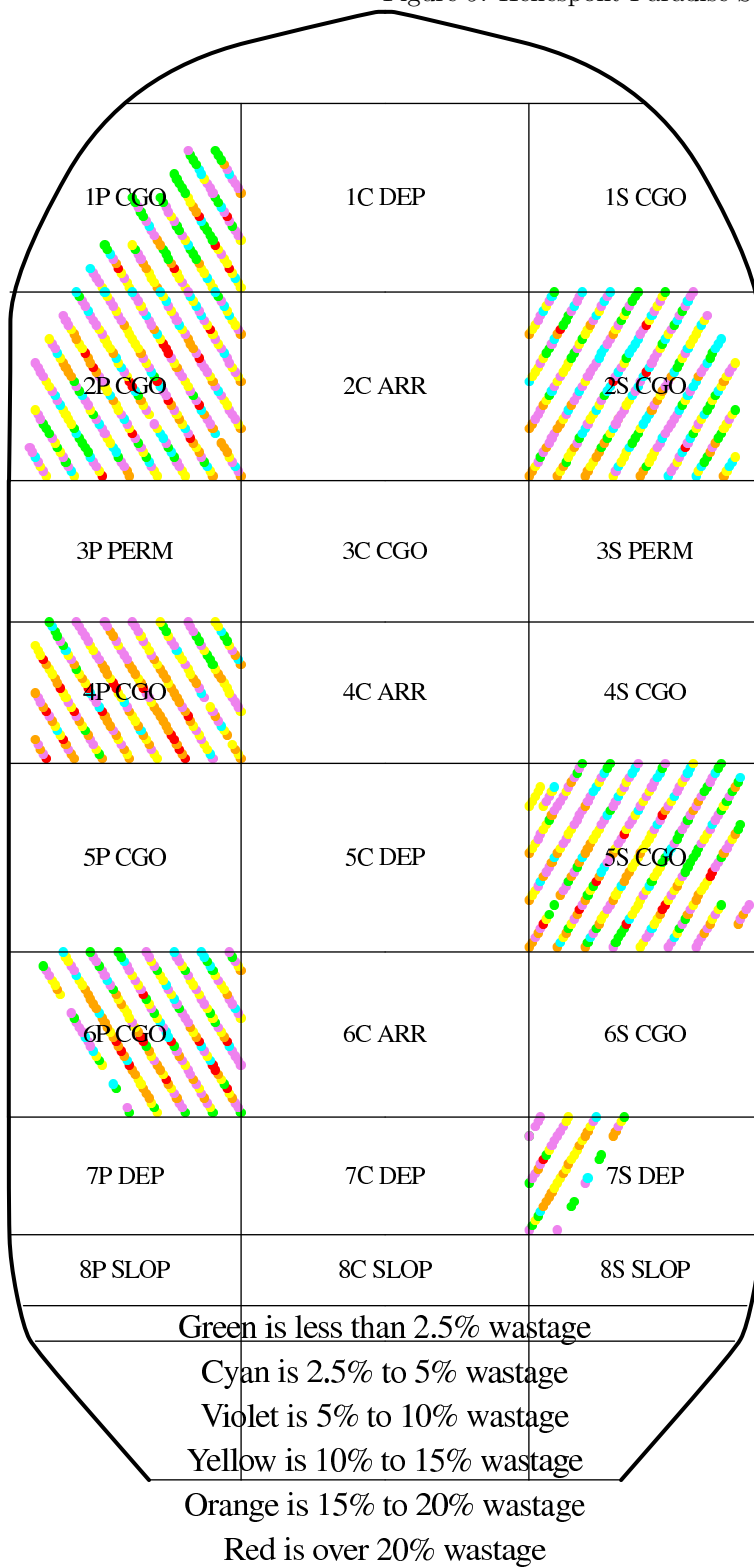 1P CGO 1C DEP 1S CGO
2P CGO 2C ARR 2S CGO
3P PERM 3C CGO 3S PERM
4P CGO 4C ARR 4S CGO
5P CGO 5C DEP 5S CGO
6P CGO 6C ARR 6S CGO
7P DEP 7C DEP 7S DEP
8P SLOP 8C SLOP 8S SLOP
Green is less than 2.5% wastage
Cyan is 2.5% to 5% wastage
Violet is 5% to 10% wastage
Yellow is 10% to 15% wastage
Orange is 15% to 20% wastage
Red is over 20% wastage